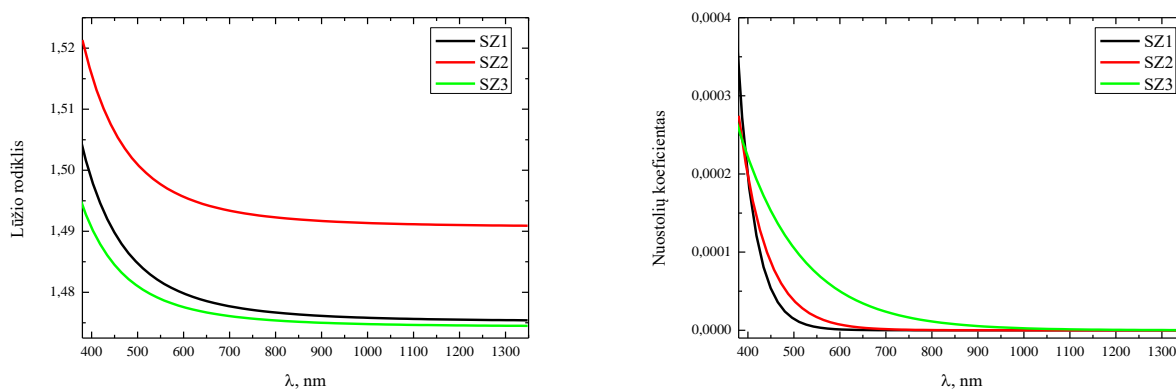 Lūžio rodiklis
1,52
1,51
1,50
1,49
1,48
SZ1
SZ2
SZ3
400 500 600 700 800 900 1000 1100 1200 1300
λ, nm
Nuostolių koeficientas
0,0004
0,0003
0,0002
0,0001
0,0000
SZ1
SZ2
SZ3
400 500 600 700 800 900 1000 1100 1200 1300
λ, nm